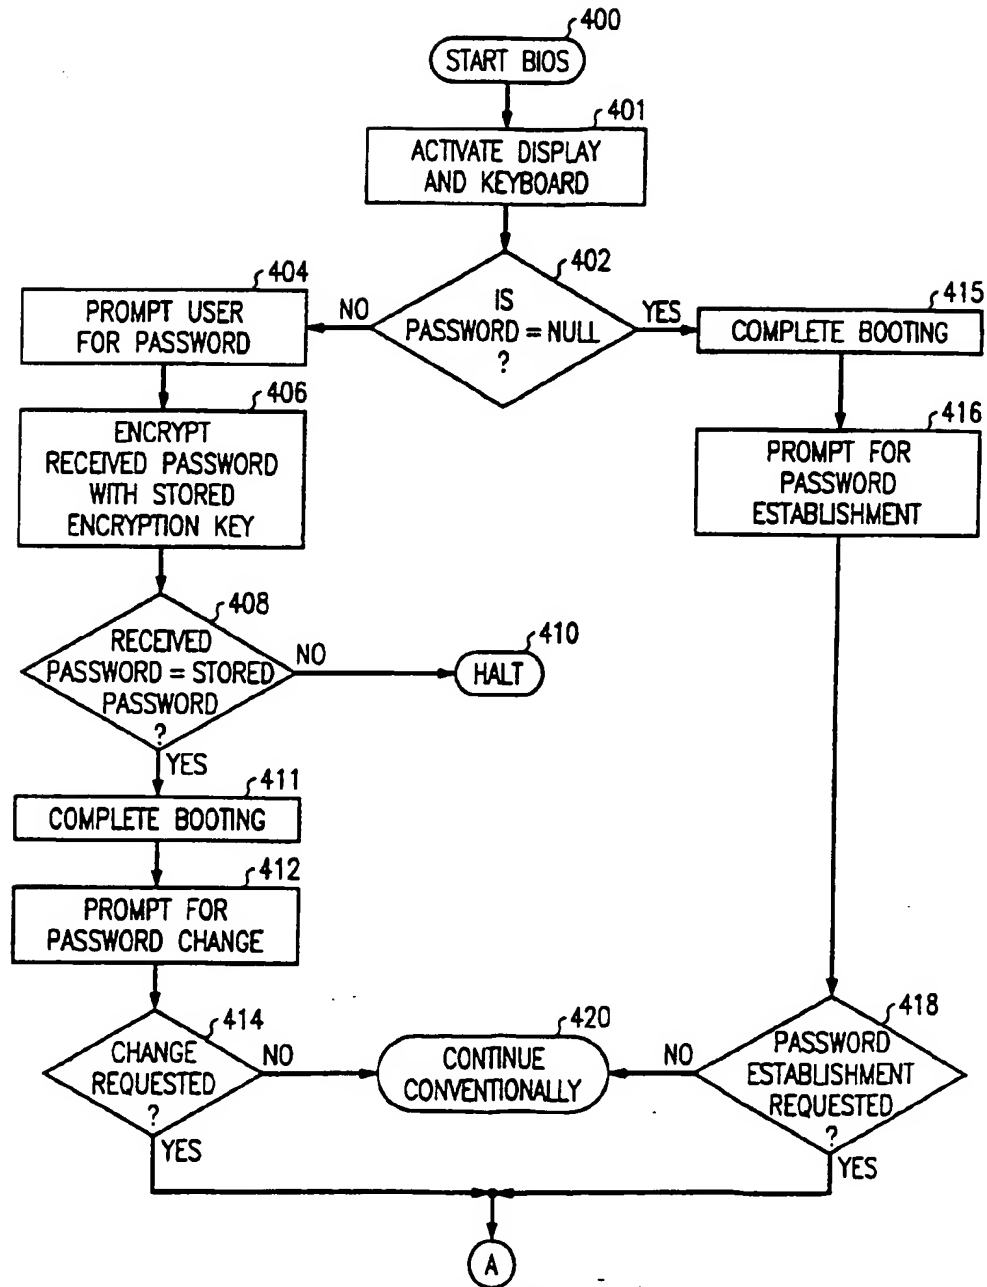 400
START BIOS
401
ACTIVATE DISPLAY
AND KEYBOARD
402
IS
PASSWORD = NULL
?
NO
YES
404
PROMPT USER
FOR PASSWORD
415
COMPLETE BOOTING
406
ENCRYPT
RECEIVED PASSWORD
WITH STORED
ENCRYPTION KEY
416
PROMPT FOR
PASSWORD
ESTABLISHMENT
408
RECEIVED
PASSWORD = STORED
PASSWORD
?
NO
YES
410
HALT
411
COMPLETE BOOTING
412
PROMPT FOR
PASSWORD CHANGE
414
CHANGE
REQUESTED
?
NO
YES
420
CONTINUE
CONVENTIONALLY
418
PASSWORD
ESTABLISHMENT
REQUESTED
?
NO
YES
A